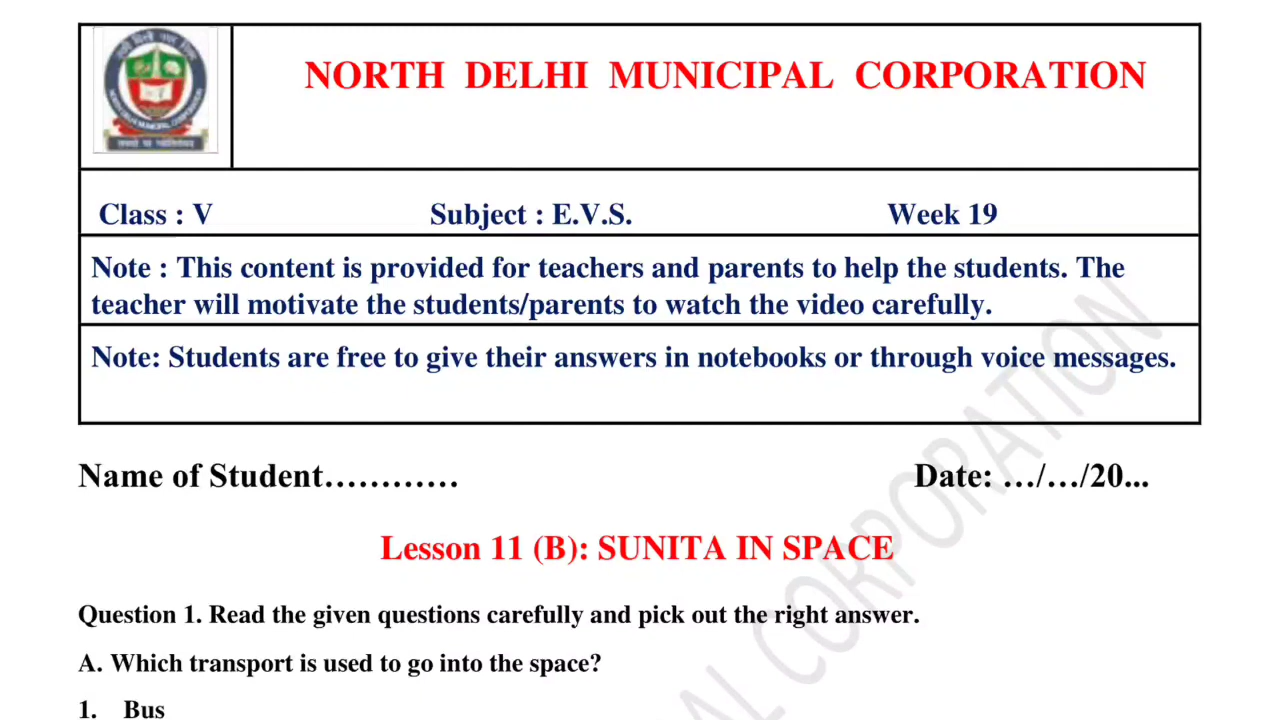 NORTH DELHI MUNICIPAL CORPORATION
Class : V Subject : E.V.S. Week 19
Note : This content is provided for teachers and parents to help the students. The
teacher will motivate the students/parents to watch the video carefully.
Note: Students are free to give their answers in notebooks or through voice messages.
Name of Student………… Date: …/…/20...
Lesson 11 (B): SUNITA IN SPACE
Question 1. Read the given questions carefully and pick out the right answer.
A. Which transport is used to go into the space?
1. Bus
CORPORATION